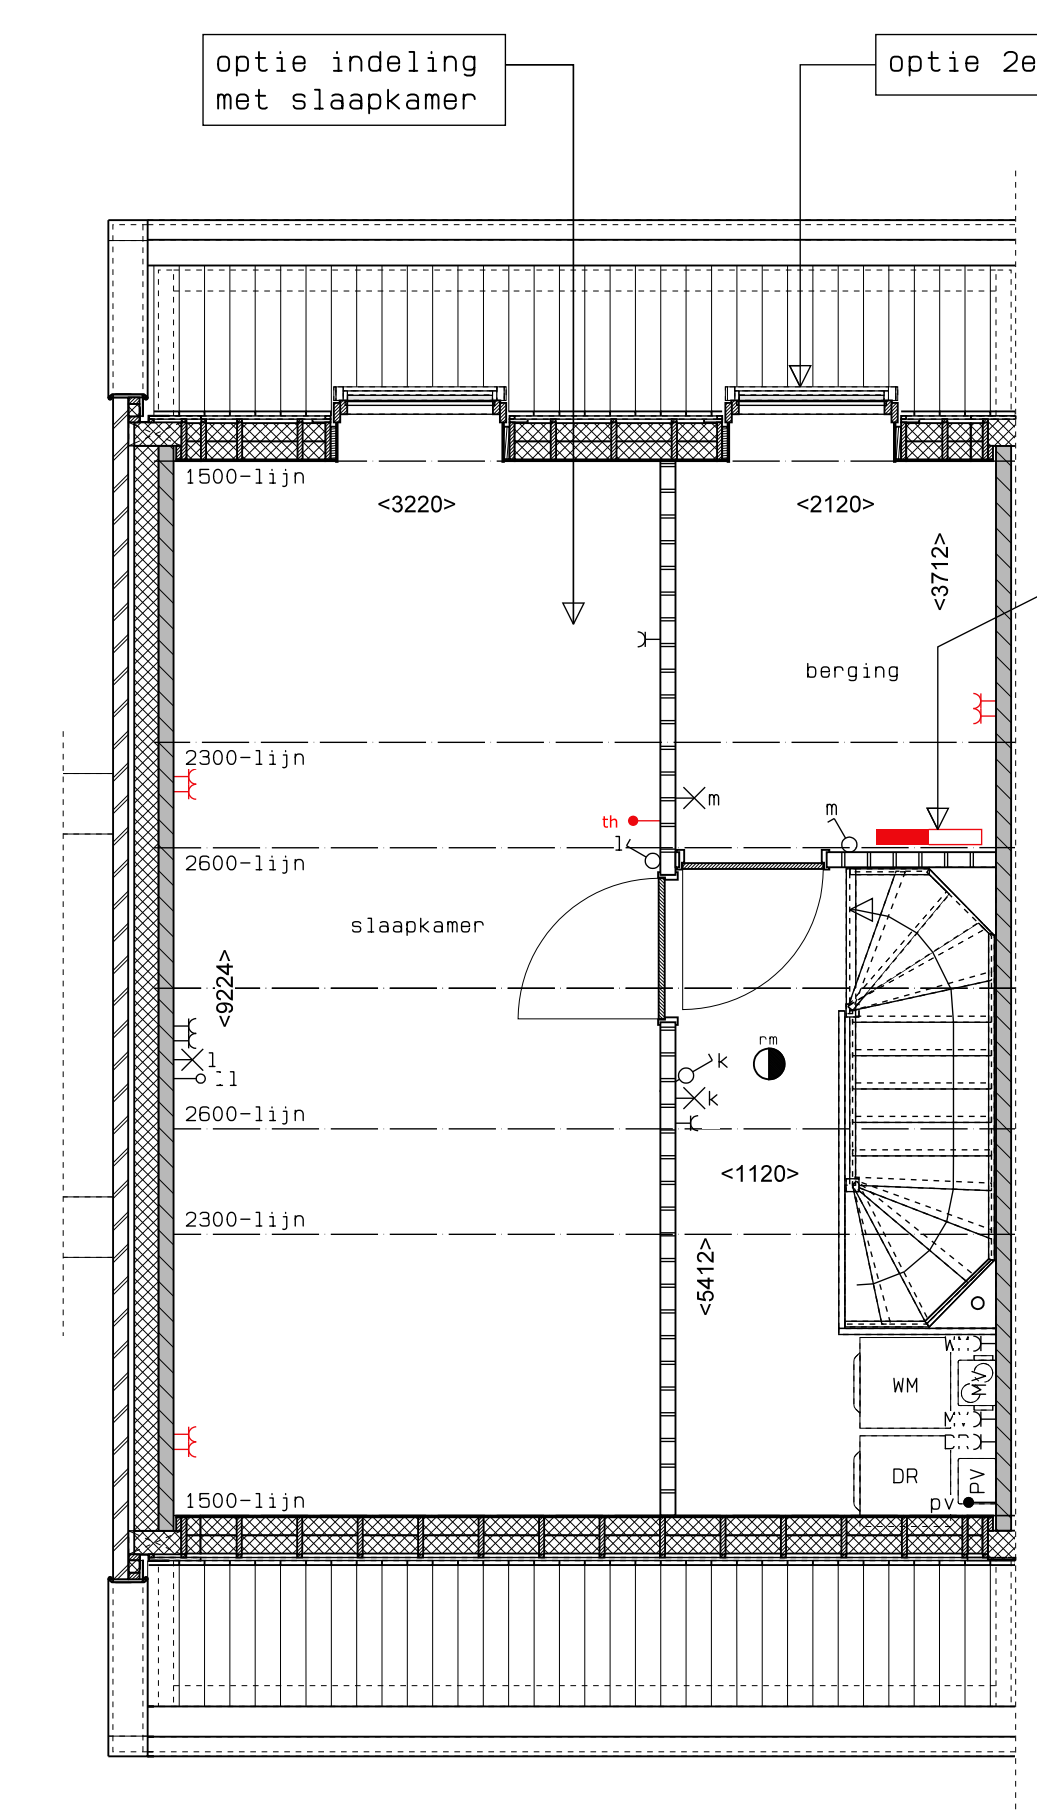 optie indeling
met slaapkamer
optie 2e
1500-lijn
<3220>
<2120>
<3712>
berging
2300-lijn
m
m
th
l
2600-lijn
slaapkamer
<9224>
rm
k
l
k
2600-lijn
<1120>
2300-lijn
<5412>
WM
MV
DR
PV
1500-lijn
pv